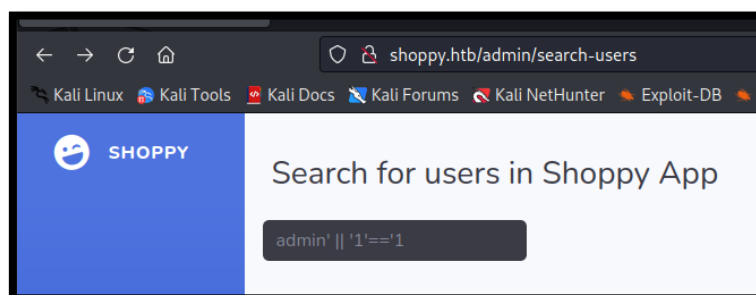 shoppy.htb/admin/search-users
Kali Linux Kali Tools Kali Docs Kali Forums Kali NetHunter Exploit-DB
SHOPPY
Search for users in Shoppy App
admin' || '1'=='1